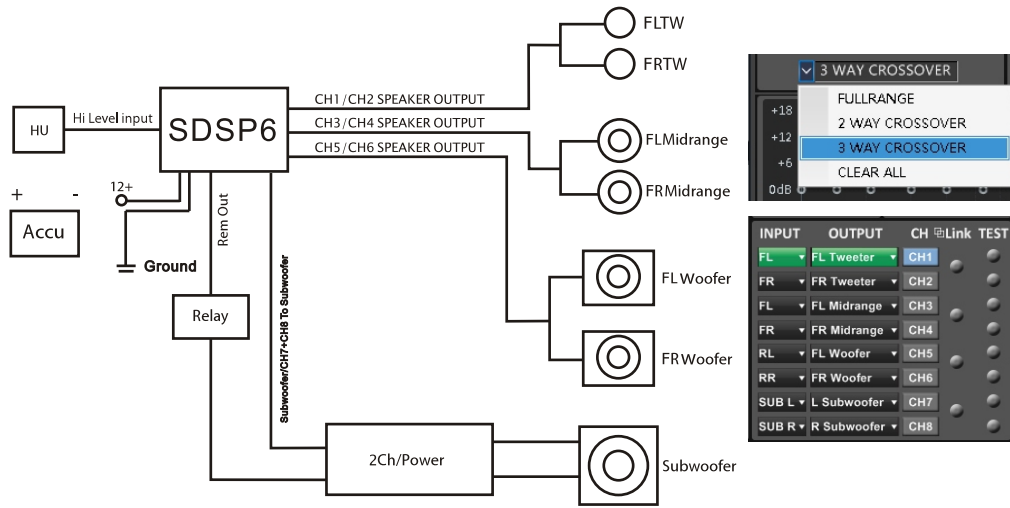 FLTW
FRTW
CH1/CH2 SPEAKER OUTPUT
CH3/CH4 SPEAKER OUTPUT
CH5/CH6 SPEAKER OUTPUT
HU
Hi Level input
SDSP6
FLMidrange
FRMidrange
+ -
12+
Accu
Ground
Rem Out
Relay
Subwoofer/CH7+CH8 To Subwoofer
FLWoofer
FRWoofer
2Ch/Power
Subwoofer
3 WAY CROSSOVER
+18
+12
+6
0dB
FULLRANGE
2 WAY CROSSOVER
3 WAY CROSSOVER
CLEAR ALL
INPUT OUTPUT CH Link TEST
FL FL Tweeter CH1
FR FR Tweeter CH2
FL FL Midrange CH3
FR FR Midrange CH4
RL FL Woofer CH5
RR FR Woofer CH6
SUB L L Subwoofer CH7
SUB R R Subwoofer CH8